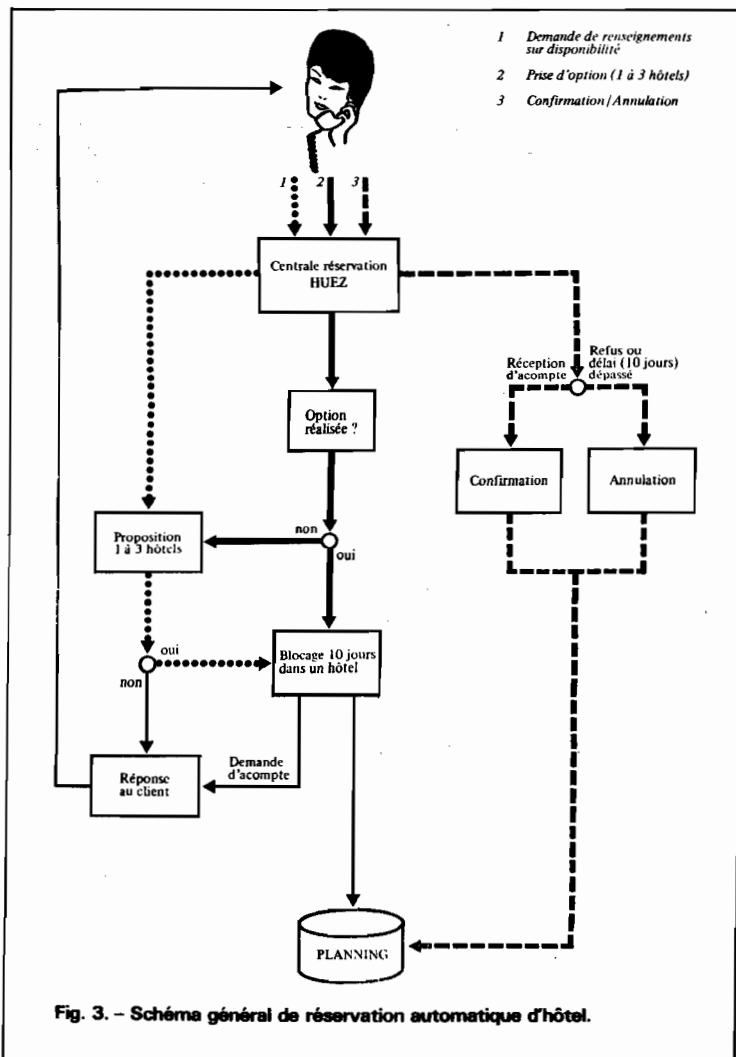 1 Demande de renseignements
sur disponibilité
2 Prise d'option (1 à 3 hôtels)
3 Confirmation / Annulation
1 2 3
Centrale réservation
HUEZ
Réception
d'acompte
Refus ou
délai (10 jours)
dépassé
Option
réalisée ?
Confirmation
Annulation
non
oui
Proposition
1 à 3 hôtels
oui
non
Blocage 10 jours
dans un hôtel
Demande
d'acompte
Réponse
au client
PLANNING
Fig. 3. – Schéma général de réservation automatique d'hôtel.